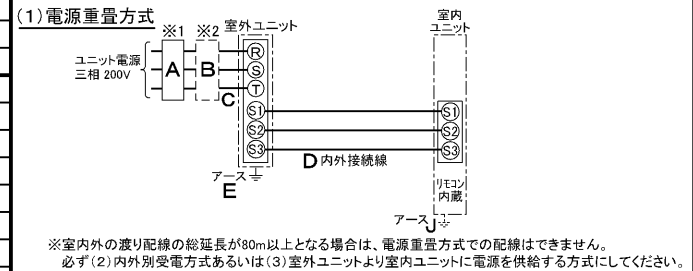 (1)電源重畳方式
※1
※2
室外ユニット
室内
ユニット
ユニット電源
三相 200V
A
B
C
R
S
T
S1
S2
S3
S1
S2
S3
D 内外接続線
アース
E
リモコン
内蔵
アース
J
※室内外の渡り配線の総延長が80m以上となる場合は、電源重畳方式での配線はできません。
必ず(2)内外別受電方式あるいは(3)室外ユニットより室内ユニットに電源を供給する方式にしてください。